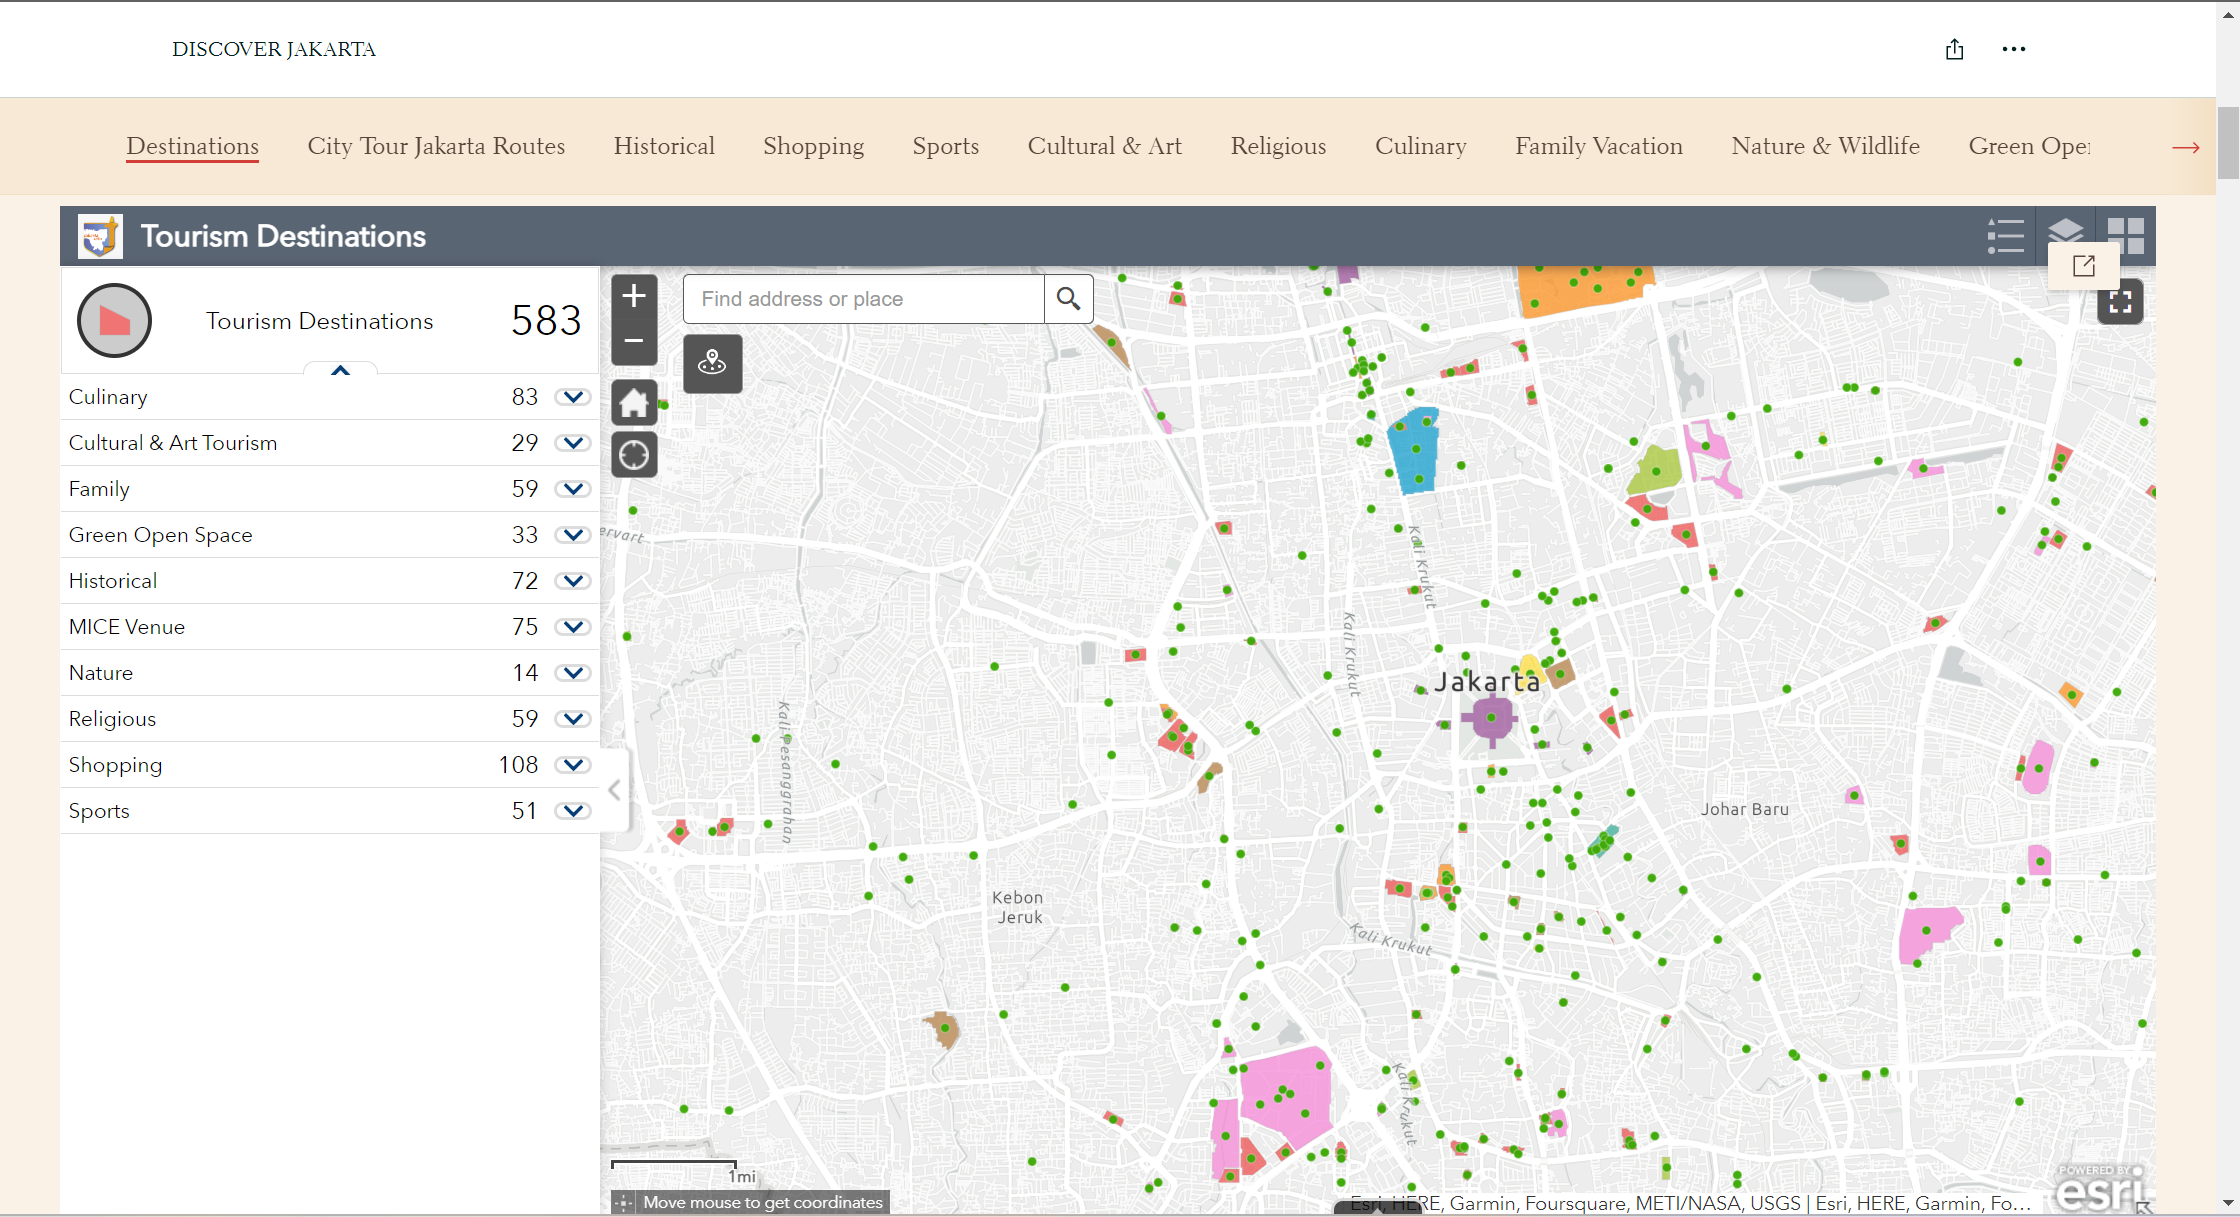 DISCOVER JAKARTA
Destinations City Tour Jakarta Routes Historical Shopping Sports Cultural & Art Religious Culinary Family Vacation Nature & Wildlife Green Open
Tourism Destinations
Tourism Destinations 583
Culinary 83
Cultural & Art Tourism 29
Family 59
Green Open Space 33
Historical 72
MICE Venue 75
Nature 14
Religious 59
Shopping 108
Sports 51
Find address or place
ervart
Kali Krukut
Kali Krukut
Jakarta
Kali Pesanggrahan
Johar Baru
Kebon
Jeruk
Kali Krukut
Kali Krukut
1mi
Move mouse to get coordinates
Esri, HERE, Garmin, Foursquare, METI/NASA, USGS | Esri, HERE, Garmin, Fo...
POWERED BY
esri